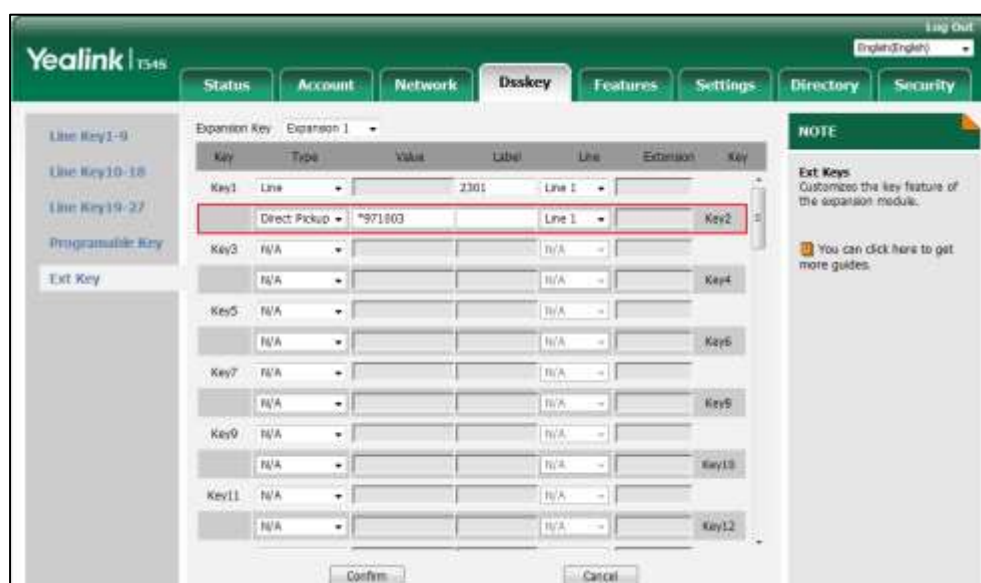 Log Out
Yealink T54S
English(English)
Status Account Network Dsskey Features Settings Directory Security
Line Key1-9
Line Key10-18
Line Key19-27
Programable Key
Ext Key
Expansion Key Expansion 1
Key Type Value Label Line Extension Key
Key1 Line 2301 Line 1
Direct Pickup *971803 Line 1 Key2
Key3 N/A N/A
N/A N/A Key4
Key5 N/A N/A
N/A N/A Key6
Key7 N/A N/A
N/A N/A Key8
Key9 N/A N/A
N/A N/A Key10
Key11 N/A N/A
N/A N/A Key12
Confirm Cancel
NOTE
Ext Keys
Customizes the key feature of
the expansion module.
You can click here to get
more guides.